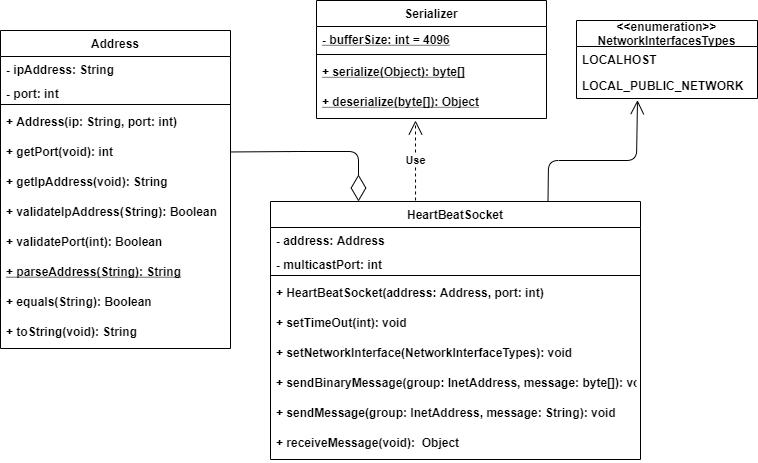 Address
- ipAddress: String
- port: int
+ Address(ip: String, port: int)
+ getPort(void): int
+ getIpAddress(void): String
+ validateIpAddress(String): Boolean
+ validatePort(int): Boolean
+ parseAddress(String): String
+ equals(String): Boolean
+ toString(void): String
Serializer
- bufferSize: int = 4096
+ serialize(Object): byte[]
+ deserialize(byte[]): Object
<<enumeration>>
NetworkInterfacesTypes
LOCALHOST
LOCAL_PUBLIC_NETWORK
Use
HeartBeatSocket
- address: Address
- multicastPort: int
+ HeartBeatSocket(address: Address, port: int)
+ setTimeOut(int): void
+ setNetworkInterface(NetworkInterfaceTypes): void
+ sendBinaryMessage(group: InetAddress, message: byte[]):
+ sendMessage(group: InetAddress, message: String): void
+ receiveMessage(void): Object